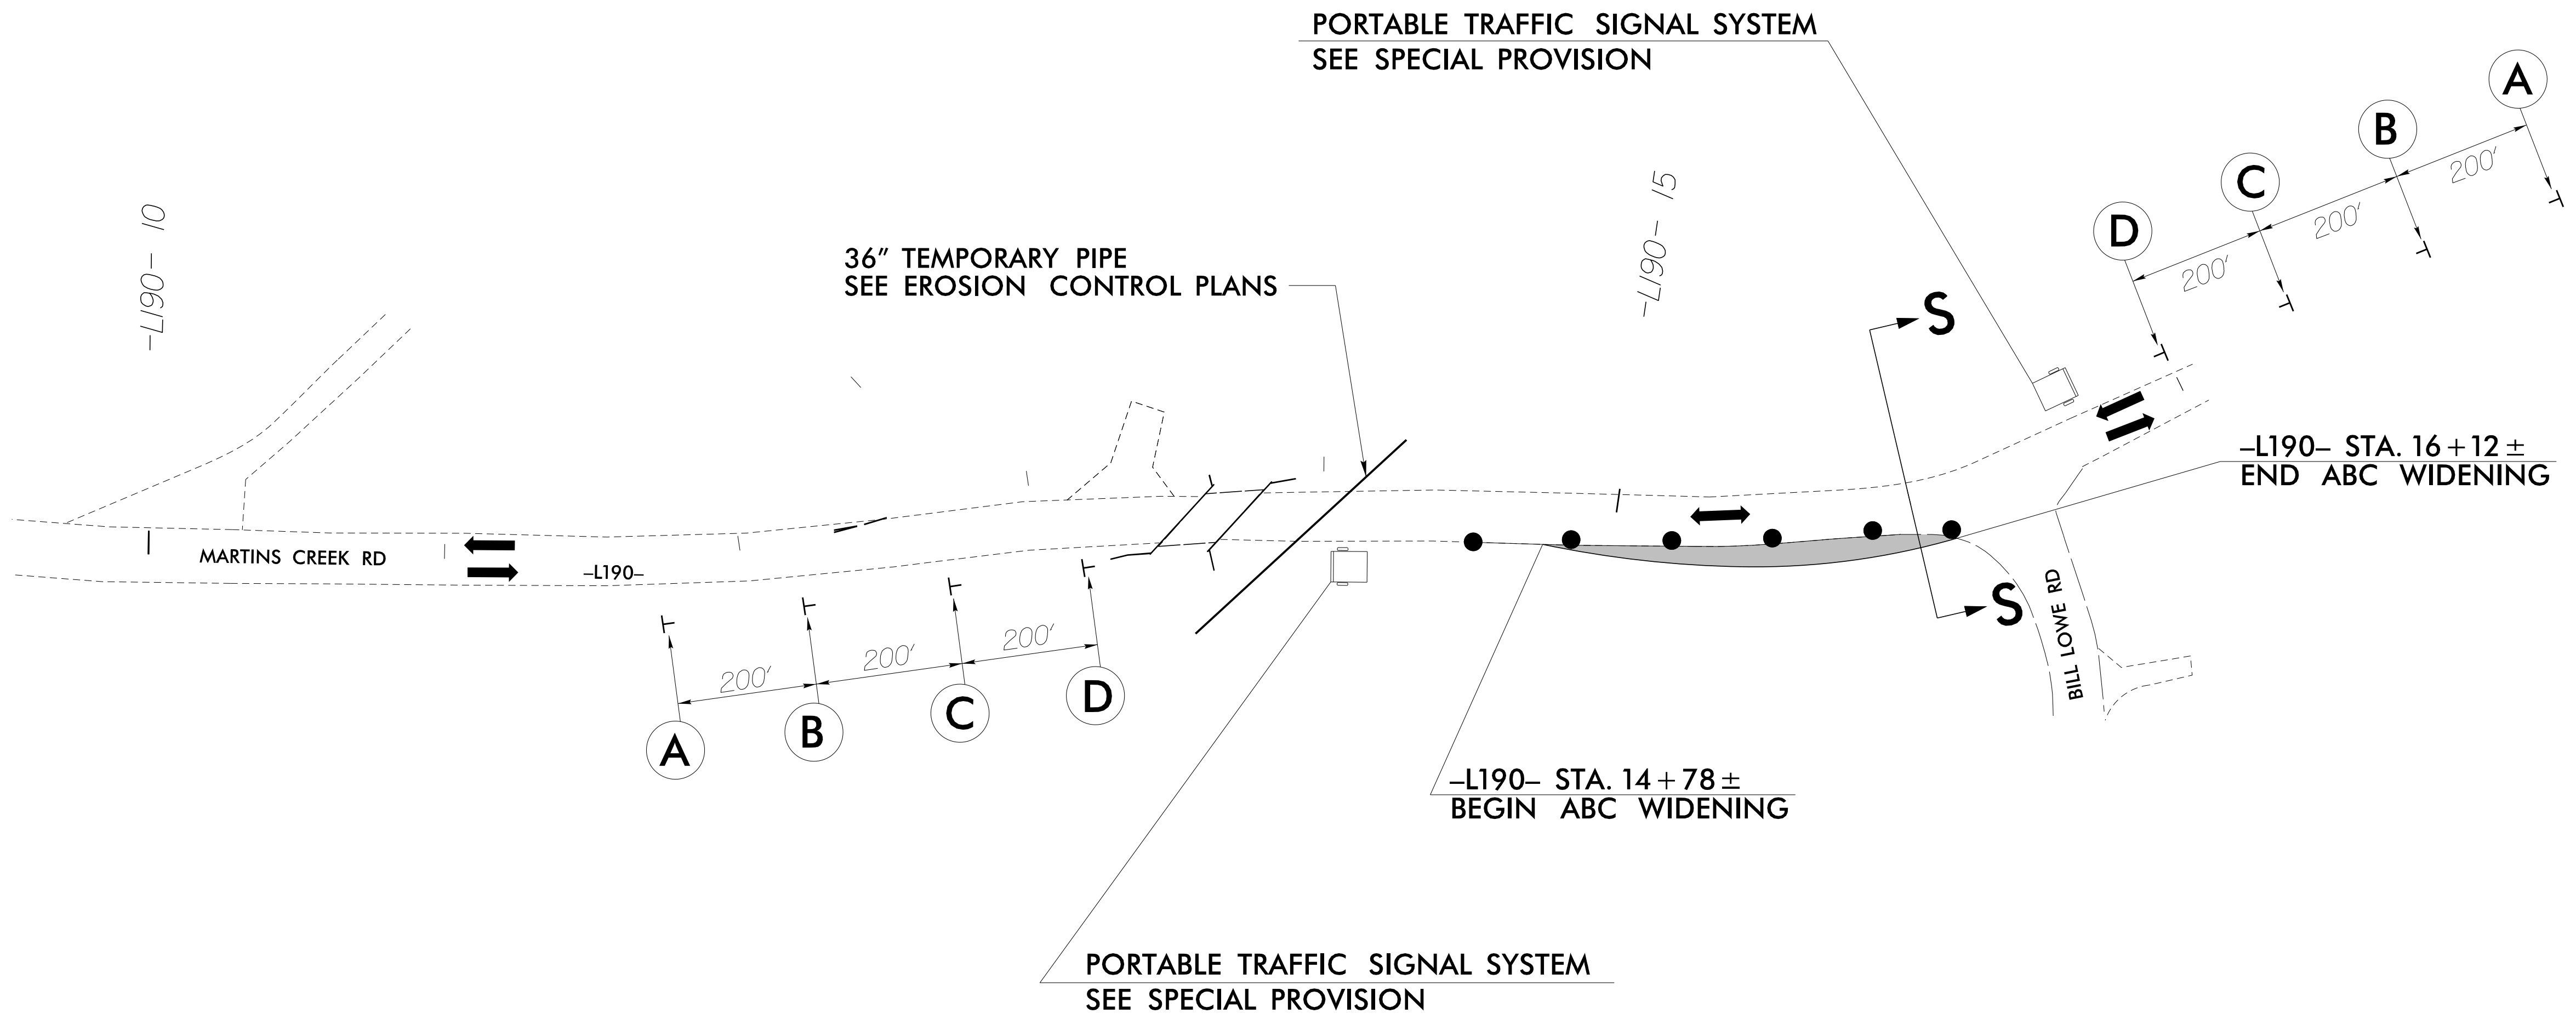 PORTABLE TRAFFIC SIGNAL SYSTEM
SEE SPECIAL PROVISION
A
B
C
D
200'
200'
200'
-L190- 10
-L190- 15
36" TEMPORARY PIPE
SEE EROSION CONTROL PLANS
S
-L190- STA. 16+12±
END ABC WIDENING
MARTINS CREEK RD
-L190-
S
BILL LOWE RD
200'
200'
200'
A
B
C
D
-L190- STA. 14+78±
BEGIN ABC WIDENING
PORTABLE TRAFFIC SIGNAL SYSTEM
SEE SPECIAL PROVISION